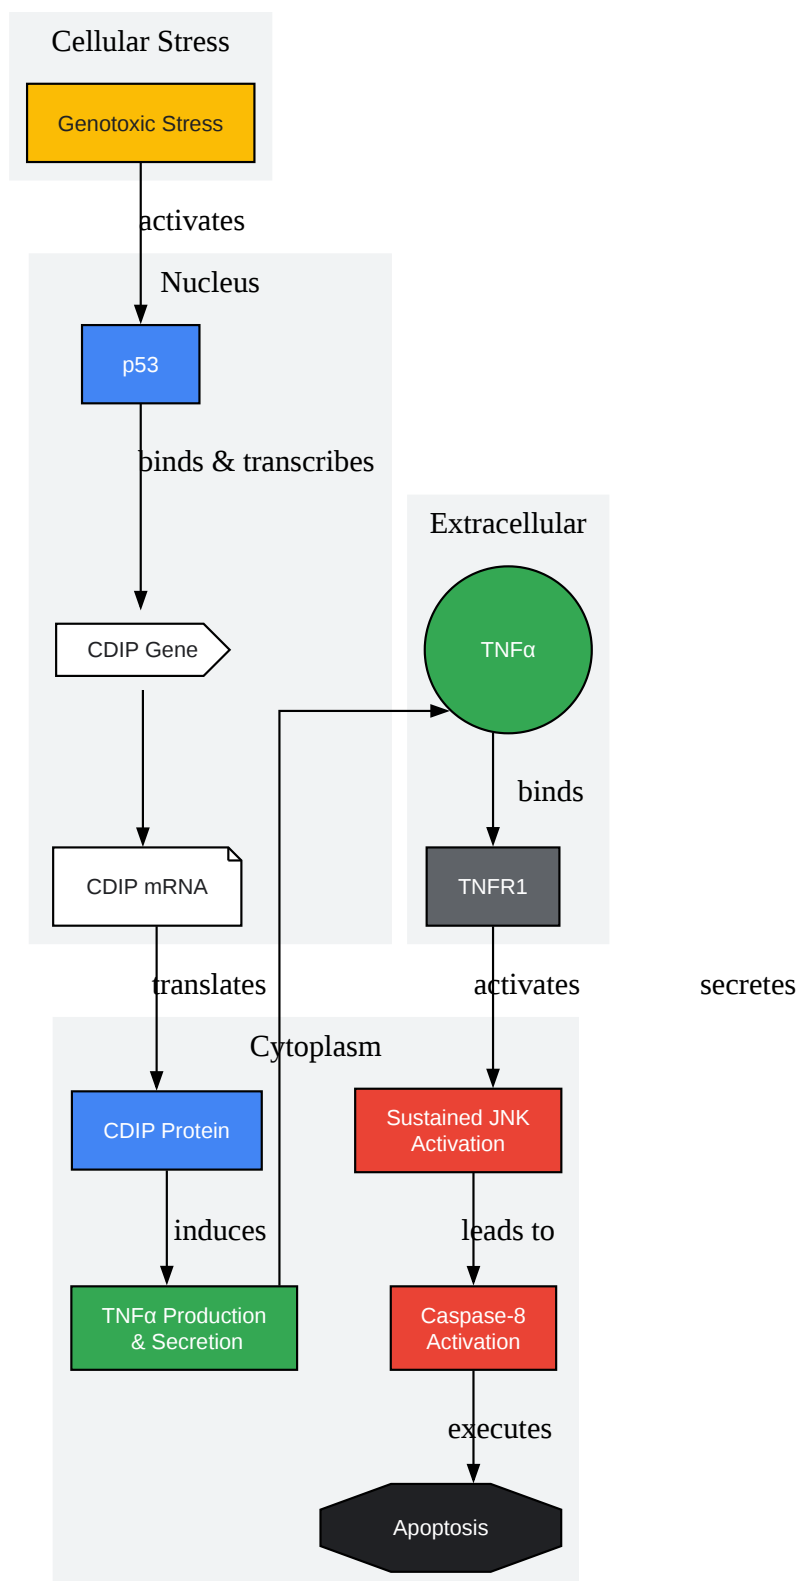 Cellular Stress
Genotoxic Stress
activates
Nucleus
p53
binds & transcribes
Extracellular
CDIP Gene
TNFα
binds
CDIP mRNA
TNFR1
translates
activates
secretes
Cytoplasm
CDIP Protein
Sustained JNK
Activation
induces
leads to
TNFα Production
& Secretion
Caspase-8
Activation
executes
Apoptosis